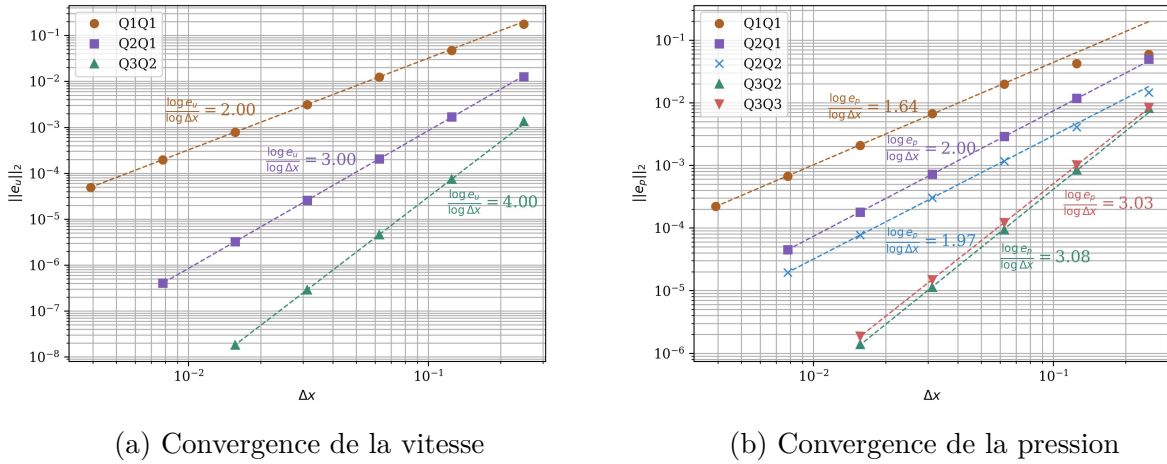 Q1Q1
Q2Q1
Q3Q2
10⁻¹
10⁻²
10⁻³
10⁻⁴
10⁻⁵
10⁻⁶
10⁻⁷
10⁻⁸
||e_u||₂
log e_u / log Δx = 2.00
log e_u / log Δx = 3.00
log e_u / log Δx = 4.00
10⁻² 10⁻¹
Δx
(a) Convergence de la vitesse
Q1Q1
Q2Q1
Q2Q2
Q3Q2
Q3Q3
10⁻¹
10⁻²
10⁻³
10⁻⁴
10⁻⁵
10⁻⁶
||e_p||₂
log e_p / log Δx = 1.64
log e_p / log Δx = 2.00
log e_p / log Δx = 3.03
log e_p / log Δx = 1.97
log e_p / log Δx = 3.08
10⁻² 10⁻¹
Δx
(b) Convergence de la pression